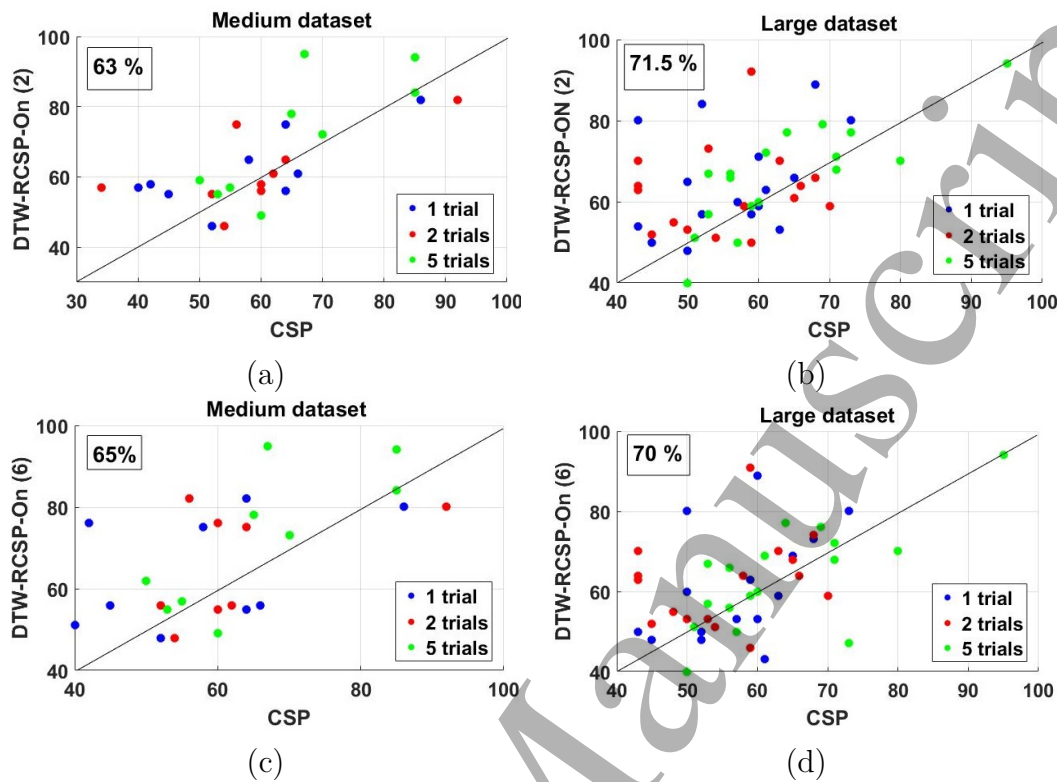 Medium dataset
100
80
60
40
30 40 50 60 70 80 90 100
DTW-RCSP-On (2)
63 %
1 trial
2 trials
5 trials
CSP
(a)
Large dataset
100
80
60
40
40 50 60 70 80 90 100
DTW-RCSP-ON (2)
71.5 %
1 trial
2 trials
5 trials
CSP
(b)
Medium dataset
100
80
60
40
40 60 80 100
DTW-RCSP-On (6)
65%
1 trial
2 trials
5 trials
CSP
(c)
Large dataset
100
80
60
40
40 50 60 70 80 90 100
DTW-RCSP-On (6)
70 %
1 trial
2 trials
5 trials
CSP
(d)
Manuscrip